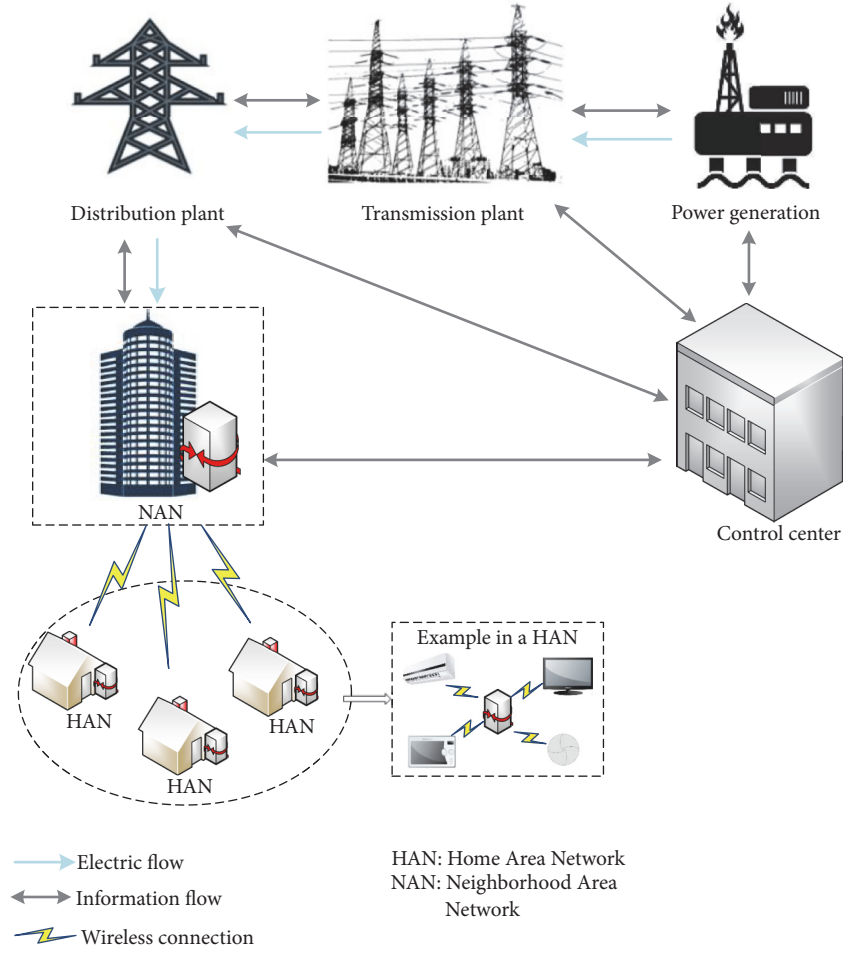 Distribution plant
Transmission plant
Power generation
NAN
Control center
HAN
HAN
HAN
Example in a HAN
Electric flow
Information flow
Wireless connection
HAN: Home Area Network
NAN: Neighborhood Area
Network